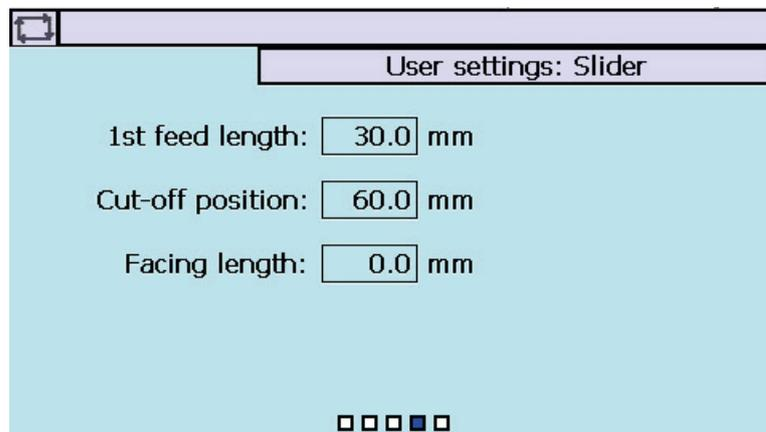 User settings: Slider
1st feed length: 30.0 mm
Cut-off position: 60.0 mm
Facing length: 0.0 mm